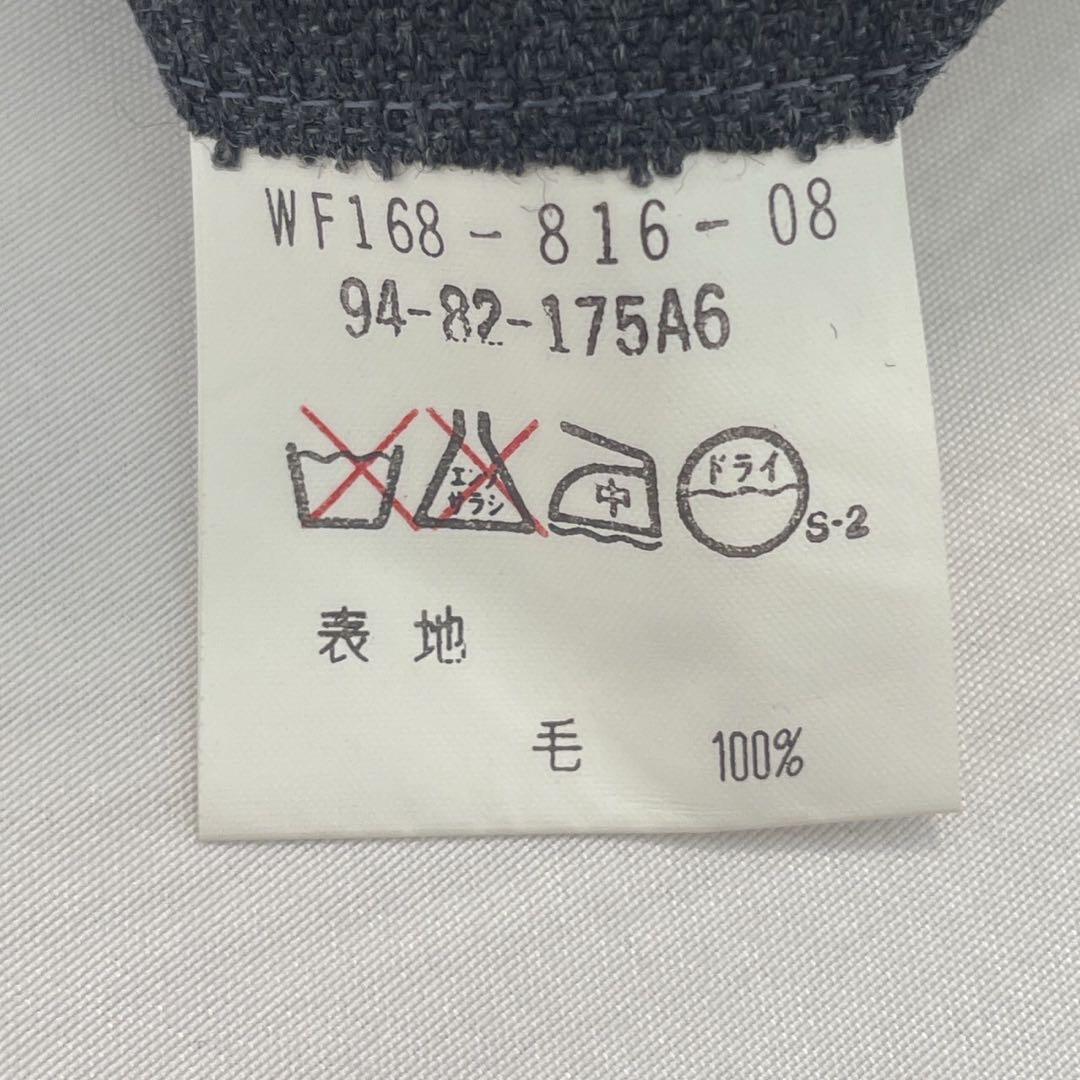 WF168-816-08
94-82-175A6
エンソ
サラシ
中
ドライ
S-2
表地
毛 100%